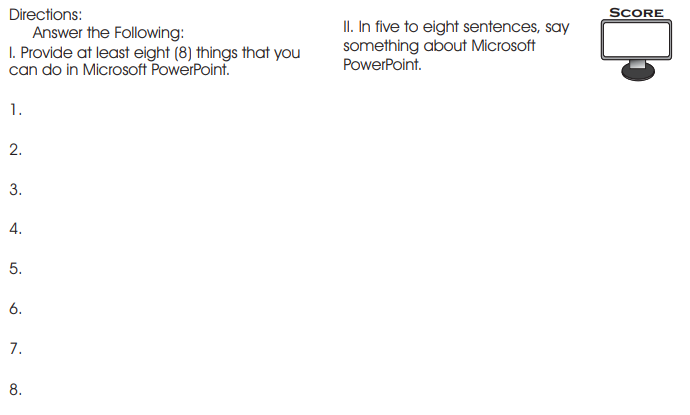 Directions:
Answer the Following:
I. Provide at least eight (8) things that you
can do in Microsoft PowerPoint.
1.
2.
3.
4.
5.
6.
7.
8.
II. In five to eight sentences, say
something about Microsoft
PowerPoint.
SCORE